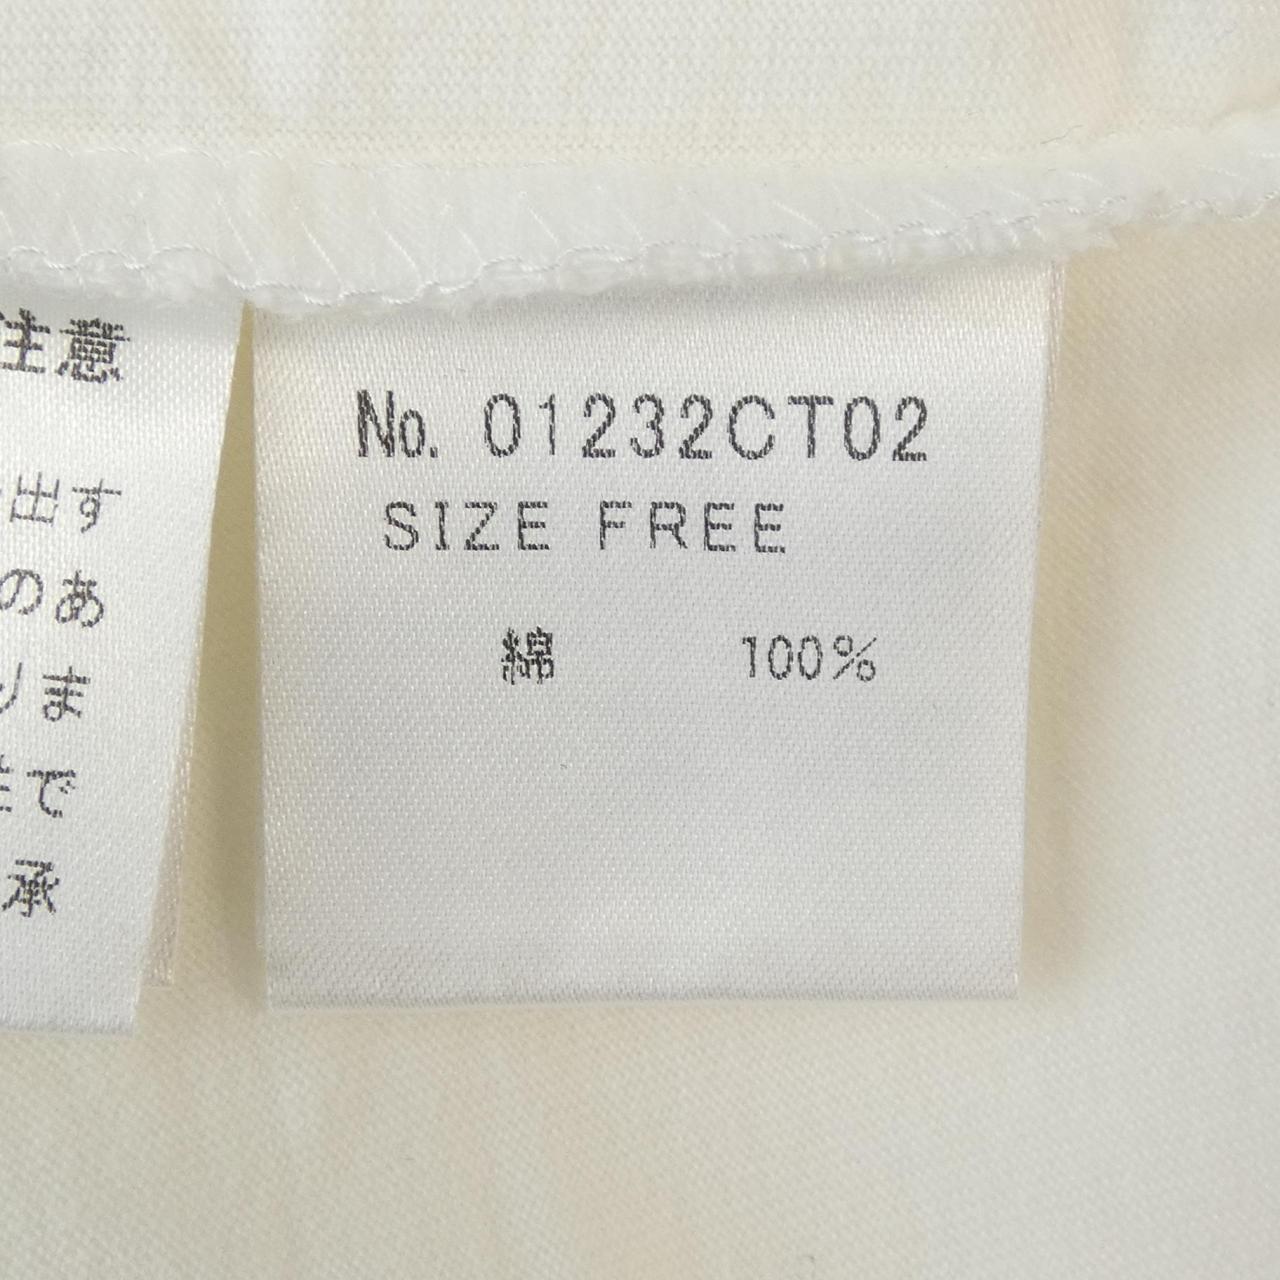 注意
出す
のあ
りま
で
承
No. 01232CT02
SIZE FREE
綿 100%